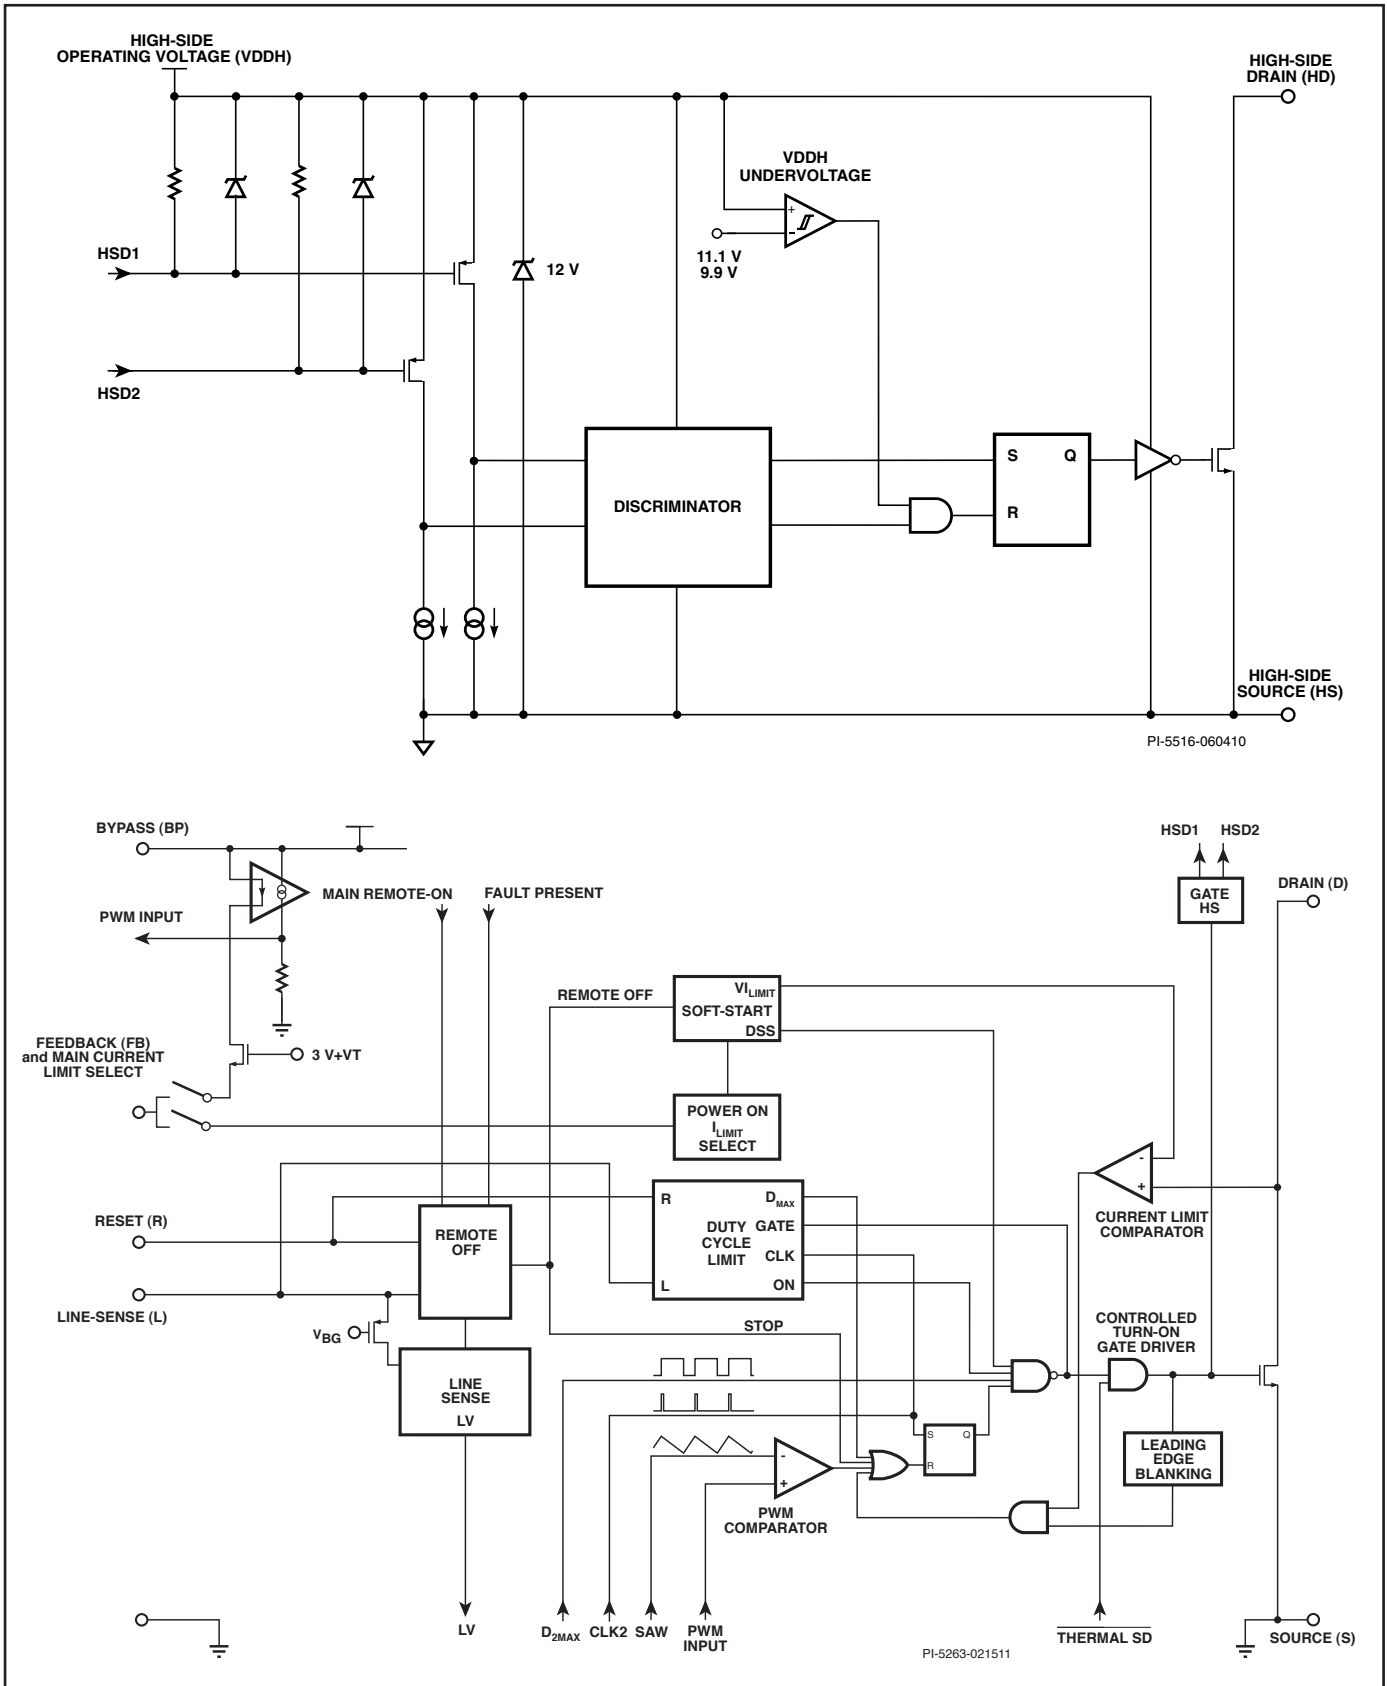 HIGH-SIDE
OPERATING VOLTAGE (VDDH)
HIGH-SIDE
DRAIN (HD)
VDDH
UNDERVOLTAGE
+
-
11.1 V
9.9 V
HSD1
12 V
HSD2
DISCRIMINATOR
S
Q
R
HIGH-SIDE
SOURCE (HS)
PI-5516-060410
BYPASS (BP)
HSD1
HSD2
MAIN REMOTE-ON
FAULT PRESENT
DRAIN (D)
GATE
HS
PWM INPUT
REMOTE OFF
VILIMIT
SOFT-START
DSS
FEEDBACK (FB)
and MAIN CURRENT
LIMIT SELECT
3 V+VT
POWER ON
ILIMIT
SELECT
-
+
CURRENT LIMIT
COMPARATOR
RESET (R)
REMOTE
OFF
R
DMAX
DUTY
CYCLE
LIMIT
GATE
CLK
L
ON
LINE-SENSE (L)
VBG
STOP
CONTROLLED
TURN-ON
GATE DRIVER
LINE
SENSE
LV
S
Q
R
-
+
LEADING
EDGE
BLANKING
PWM
COMPARATOR
LV
D2MAX
CLK2
SAW
PWM
INPUT
THERMAL SD
SOURCE (S)
PI-5263-021511